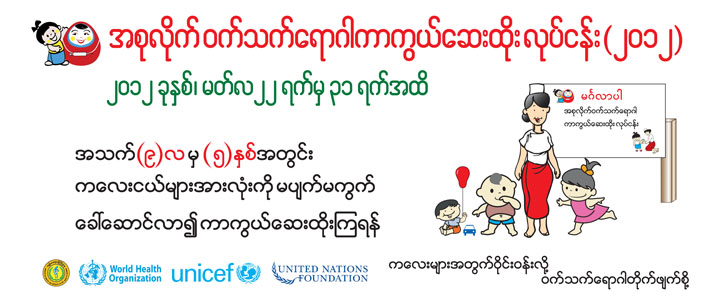 အစုလိုက် ဝက်သက်ရောဂါကာကွယ်ဆေးထိုး လုပ်ငန်း (၂၀၁၂)
၂၀၁၂ ခုနှစ်၊ မတ်လ ၂၂ ရက်မှ ၃၁ ရက်အထိ
မင်္ဂလာပါ
အစုလိုက်ဝက်သက်ရောဂါ
ကာကွယ်ဆေးထိုးလုပ်ငန်း
အသက် (၉) လ မှ (၅) နှစ်အတွင်း
ကလေးငယ်များအားလုံးကို မပျက်မကွက်
ခေါ်ဆောင်လာ၍ ကာကွယ်ဆေးထိုးကြရန်
World Health
Organization
unicef
UNITED NATIONS
FOUNDATION
ကလေးများအတွက်ဝိုင်းဝန်းလို့
ဝက်သက်ရောဂါတိုက်ဖျက်စို့